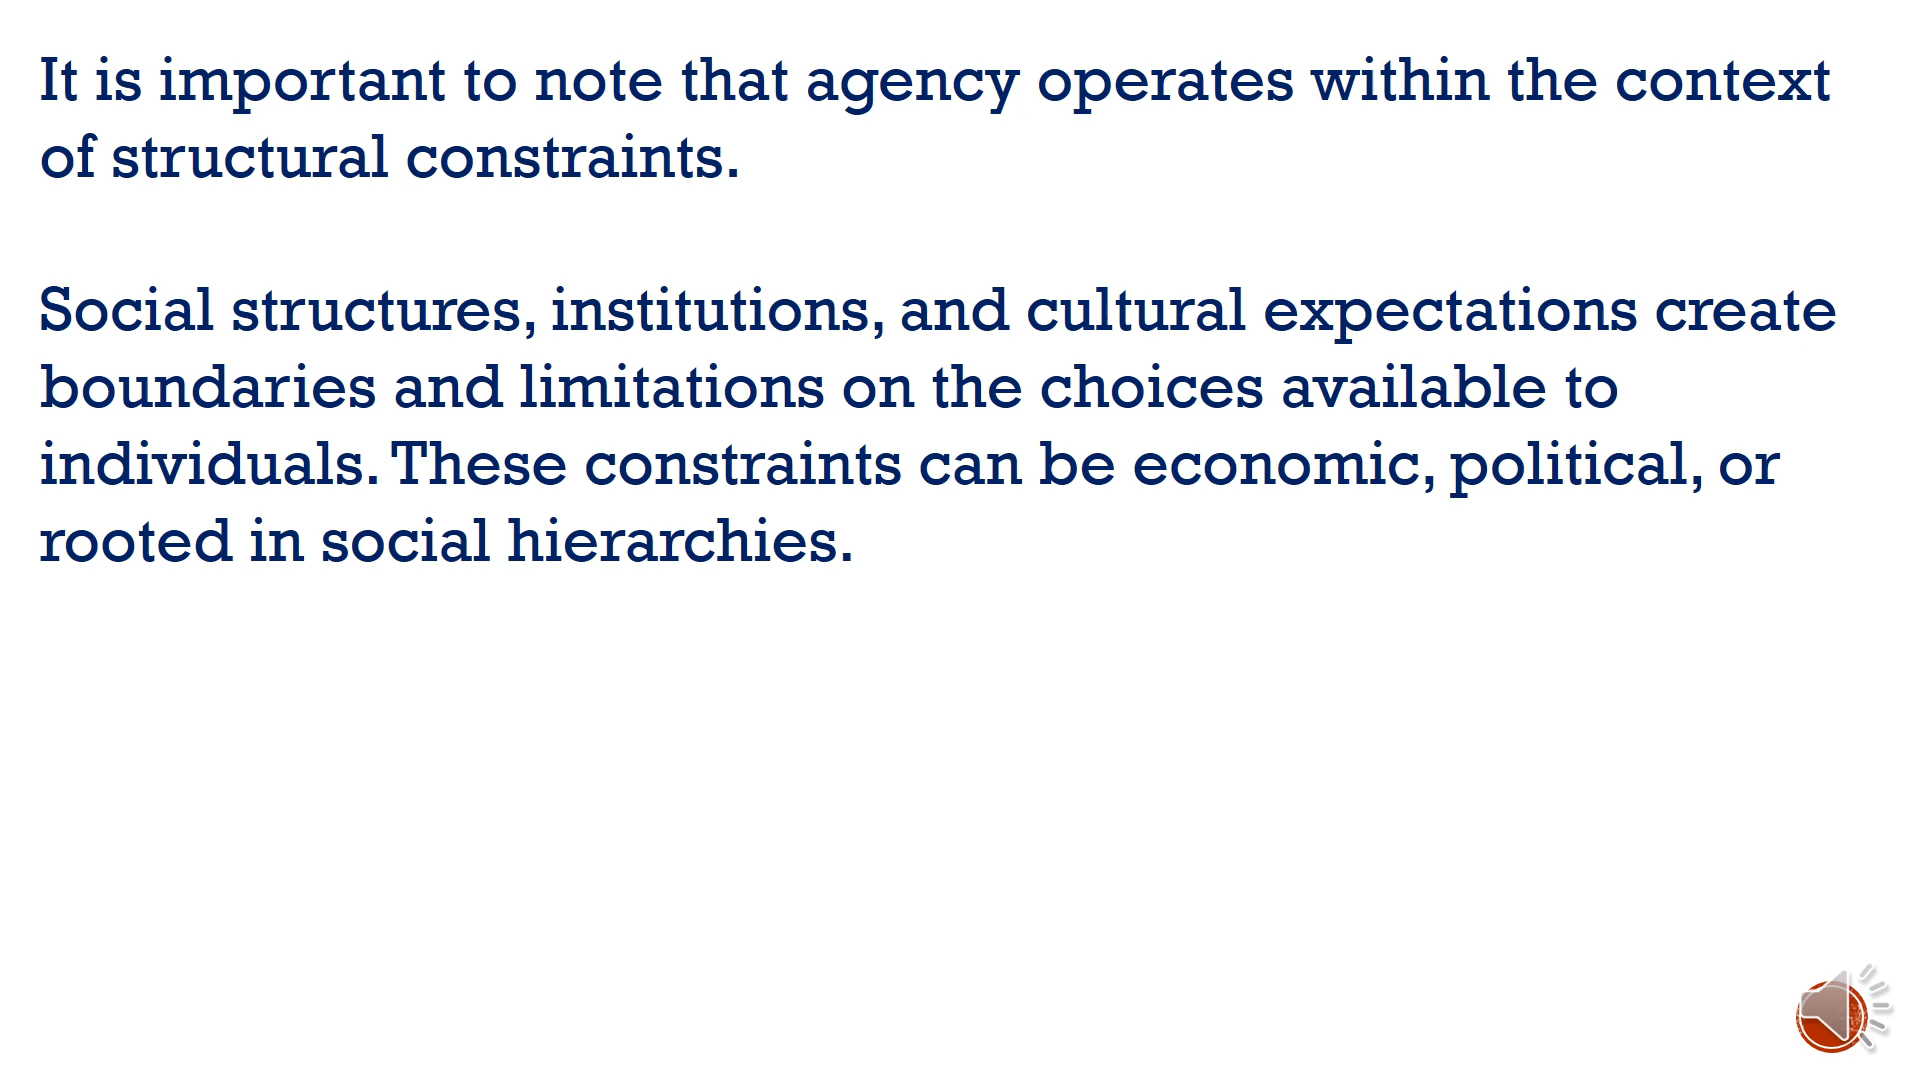 It is important to note that agency operates within the context
of structural constraints.
Social structures, institutions, and cultural expectations create
boundaries and limitations on the choices available to
individuals. These constraints can be economic, political, or
rooted in social hierarchies.